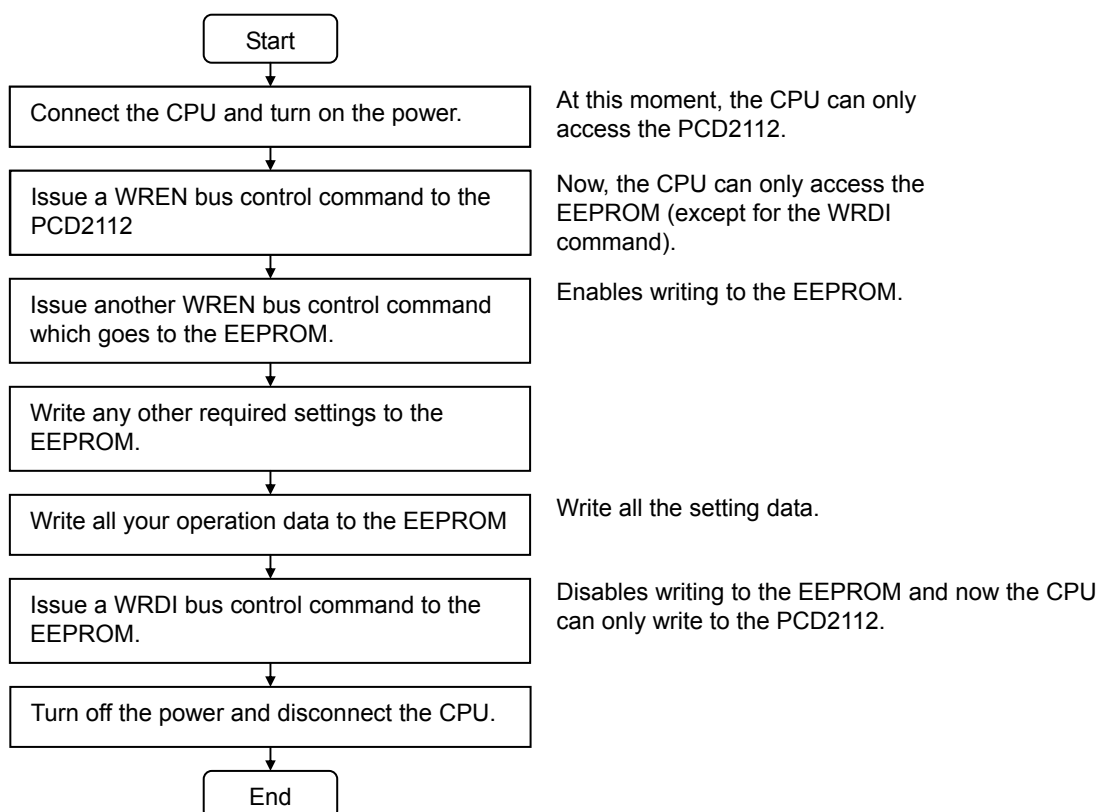 Start
Connect the CPU and turn on the power.
At this moment, the CPU can only
access the PCD2112.
Issue a WREN bus control command to the
PCD2112
Now, the CPU can only access the
EEPROM (except for the WRDI
command).
Issue another WREN bus control command
which goes to the EEPROM.
Enables writing to the EEPROM.
Write any other required settings to the
EEPROM.
Write all your operation data to the EEPROM
Write all the setting data.
Issue a WRDI bus control command to the
EEPROM.
Disables writing to the EEPROM and now the CPU
can only write to the PCD2112.
Turn off the power and disconnect the CPU.
End